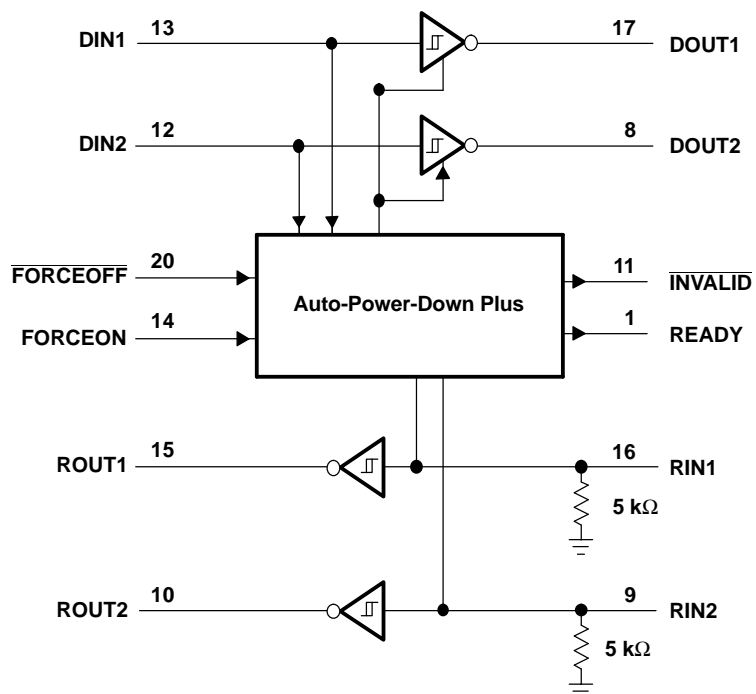 DIN1 13 17 DOUT1
DIN2 12 8 DOUT2
FORCEOFF 20 11 INVALID
Auto-Power-Down Plus
FORCEON 14 1 READY
ROUT1 15 16 RIN1
5 kΩ
ROUT2 10 9 RIN2
5 kΩ